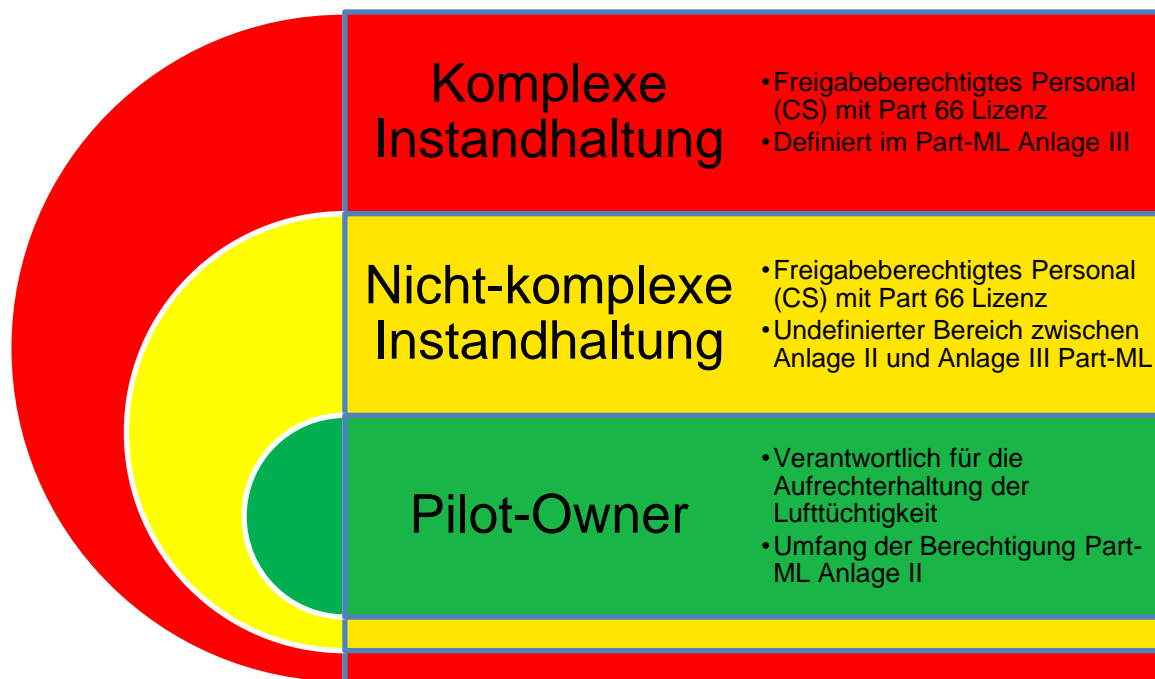 Komplexe
Instandhaltung
•Freigabeberechtigtes Personal
(CS) mit Part 66 Lizenz
•Definiert im Part-ML Anlage III
Nicht-komplexe
Instandhaltung
•Freigabeberechtigtes Personal
(CS) mit Part 66 Lizenz
•Undefinierter Bereich zwischen
Anlage II und Anlage III Part-ML
Pilot-Owner
•Verantwortlich für die
Aufrechterhaltung der
Lufttüchtigkeit
•Umfang der Berechtigung Part-
ML Anlage II